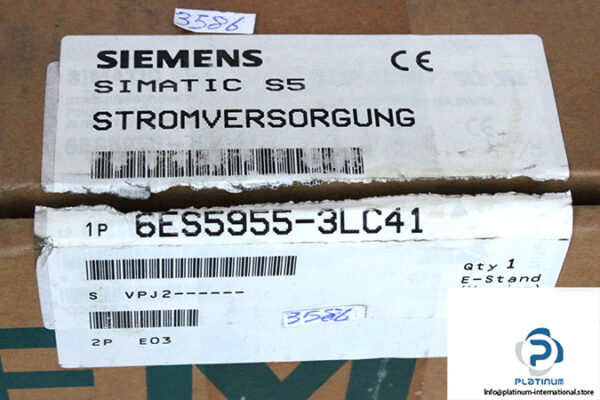 3586
SIEMENS CE
SIMATIC S5
STROMVERSORGUNG
1P 6ES5955-3LC41
Qty 1
E-Stand
S VPJ2------
3586
2P E03
PLATINUM
Info@platinum-international.store